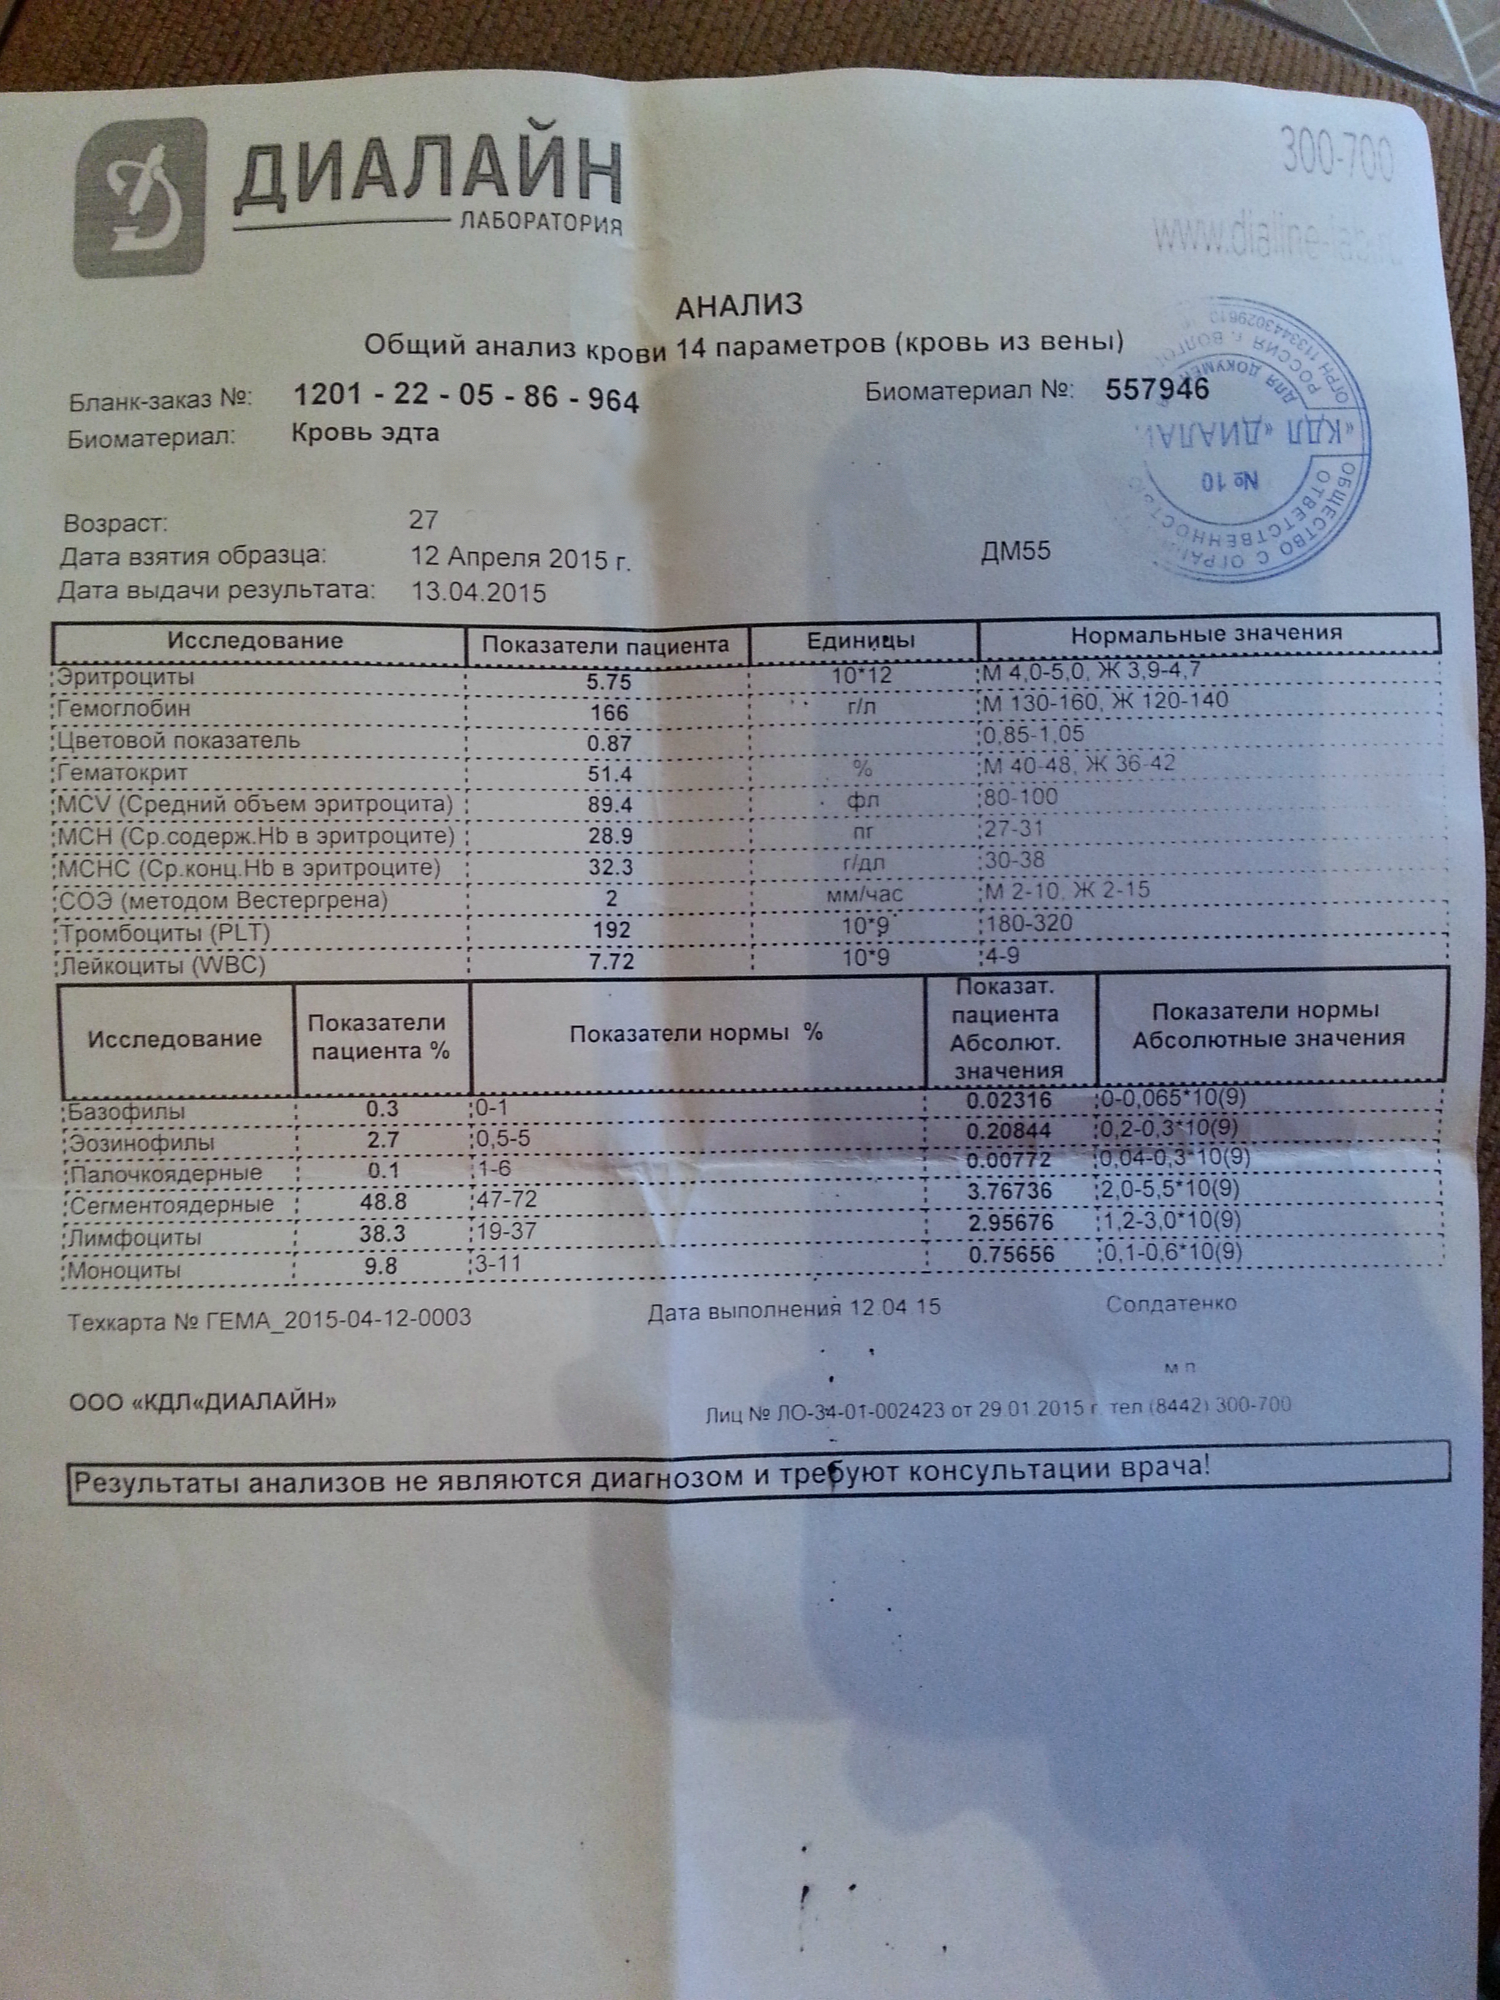 ДИАЛАЙН
ЛАБОРАТОРИЯ
300-700
АНАЛИЗ
Общий анализ крови 14 параметров (кровь из вены)
Бланк-заказ №: 1201 - 22 - 05 - 86 - 964 Биоматериал №: 557946
Биоматериал: Кровь эдта
«КДЛ «ДИАЛАЙ
№ 10
Возраст: 27
Дата взятия образца: 12 Апреля 2015 г. ДМ55
Дата выдачи результата: 13.04.2015
Исследование Показатели пациента Единицы Нормальные значения
Эритроциты 5.75 10*12 М 4,0-5,0, Ж 3,9-4,7
Гемоглобин 166 г/л М 130-160, Ж 120-140
Цветовой показатель 0.87 0,85-1,05
Гематокрит 51.4 % М 40-48, Ж 36-42
MCV (Средний объем эритроцита) 89.4 фл 80-100
МСН (Ср.содерж.Hb в эритроците) 28.9 пг 27-31
МСНС (Ср.конц.Hb в эритроците) 32.3 г/дл 30-38
СОЭ (методом Вестергрена) 2 мм/час М 2-10, Ж 2-15
Тромбоциты (PLT) 192 10*9 180-320
Лейкоциты (WBC) 7.72 10*9 4-9
Исследование Показатели пациента % Показатели нормы % Показат. пациента Абсолют. значения Показатели нормы Абсолютные значения
Базофилы 0.3 0-1 0.02316 0-0,065*10(9)
Эозинофилы 2.7 0,5-5 0.20844 0,2-0,3*10(9)
Палочкоядерные 0.1 1-6 0.00772 0,04-0,3*10(9)
Сегментоядерные 48.8 47-72 3.76736 2,0-5,5*10(9)
Лимфоциты 38.3 19-37 2.95676 1,2-3,0*10(9)
Моноциты 9.8 3-11 0.75656 0,1-0,6*10(9)
Техкарта № ГЕМА_2015-04-12-0003 Дата выполнения 12.04.15 Солдатенко
м п
ООО «КДЛ«ДИАЛАЙН» Лиц № ЛО-34-01-002423 от 29.01.2015 г. тел (8442) 300-700
Результаты анализов не являются диагнозом и требуют консультации врача!